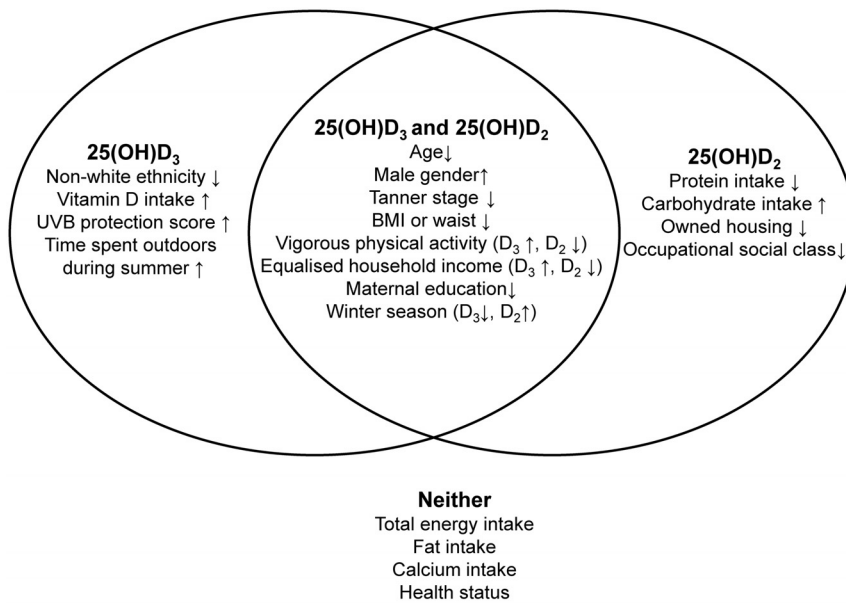 25(OH)D₃
Non-white ethnicity ↓
Vitamin D intake ↑
UVB protection score ↑
Time spent outdoors
during summer ↑
25(OH)D₃ and 25(OH)D₂
Age↓
Male gender↑
Tanner stage ↓
BMI or waist ↓
Vigorous physical activity (D₃ ↑, D₂ ↓)
Equalised household income (D₃ ↑, D₂ ↓)
Maternal education↓
Winter season (D₃↓, D₂↑)
25(OH)D₂
Protein intake ↓
Carbohydrate intake ↑
Owned housing ↓
Occupational social class↓
Neither
Total energy intake
Fat intake
Calcium intake
Health status